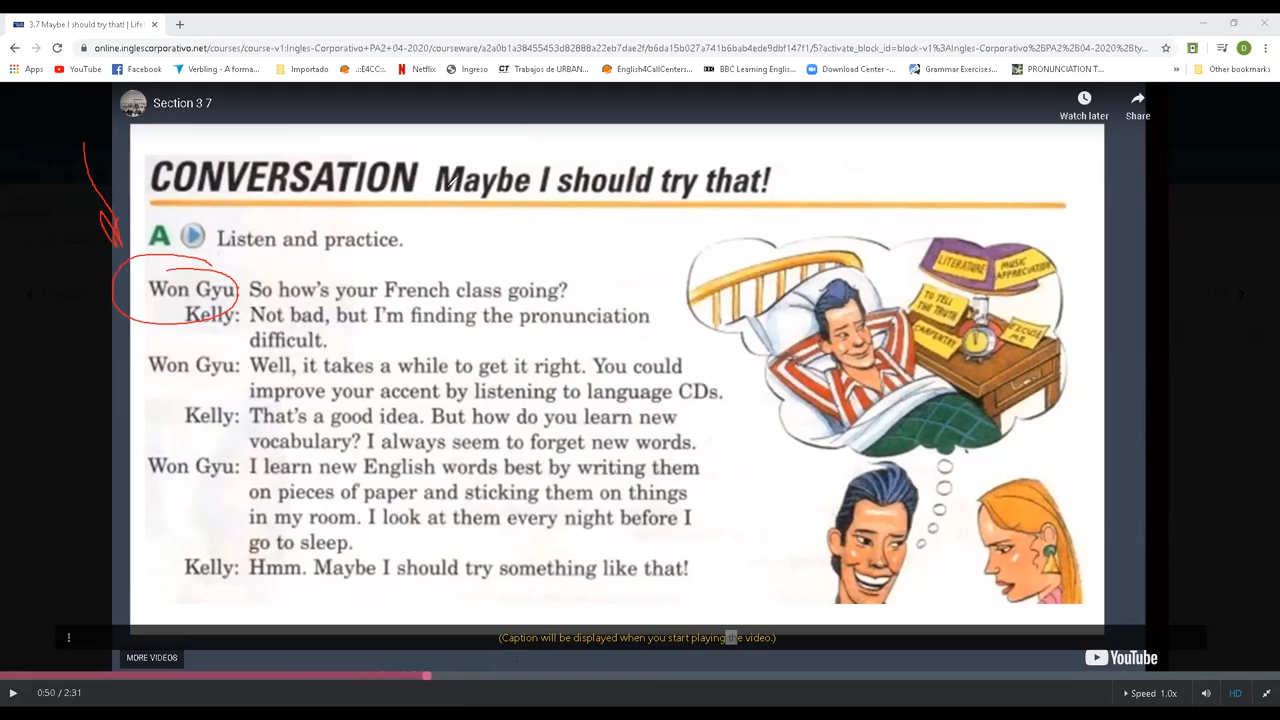 3.7 Maybe I should try that! | Life
online.inglescorporativo.net/courses/course-v1:Ingles-Corporativo+PA2+04-2020/courseware/a2a0b1a38455453d82888a22eb7dae2f/b6da15b027a741b6bab4ede9dbf147f1/5?activate_block_id=block-v1%3AIngles-Corporativo%2BPA2%2B04-2020%2Bty...
D
Apps YouTube Facebook Verbling - A forma... Importado .::E4CC::. Netflix Ingreso Trabajos de URBAN... English4CallCenters... BBC Learning Englis... Download Center -... Grammar Exercises... PRONUNCIATION T... » Other bookmarks
Section 3 7
Watch later Share
CONVERSATION Maybe I should try that!
A Listen and practice.
Won Gyu: So how's your French class going?
Kelly: Not bad, but I'm finding the pronunciation
difficult.
Won Gyu: Well, it takes a while to get it right. You could
improve your accent by listening to language CDs.
Kelly: That's a good idea. But how do you learn new
vocabulary? I always seem to forget new words.
Won Gyu: I learn new English words best by writing them
on pieces of paper and sticking them on things
in my room. I look at them every night before I
go to sleep.
Kelly: Hmm. Maybe I should try something like that!
LITERATURE
MUSIC
APPRECIATION
TO TELL
THE TRUTH
CARPENTRY
EXCUSE
ME
(Caption will be displayed when you start playing the video.)
MORE VIDEOS
YouTube
0:50 / 2:31
Speed 1.0x
HD